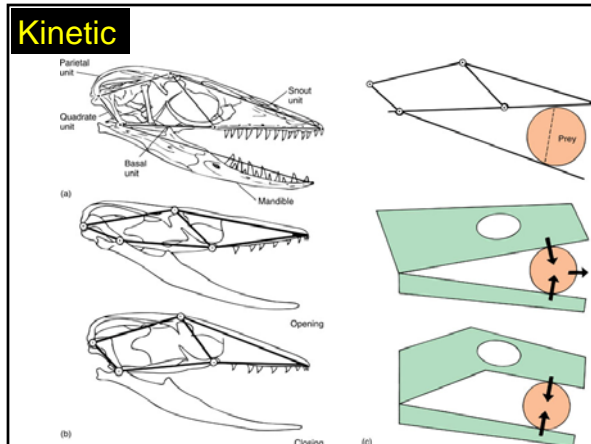 Kinetic
Parietal
unit
Snout
unit
Quadrate
unit
Basal
unit
Mandible
(a)
Opening
(b)
Closing
Prey
(c)